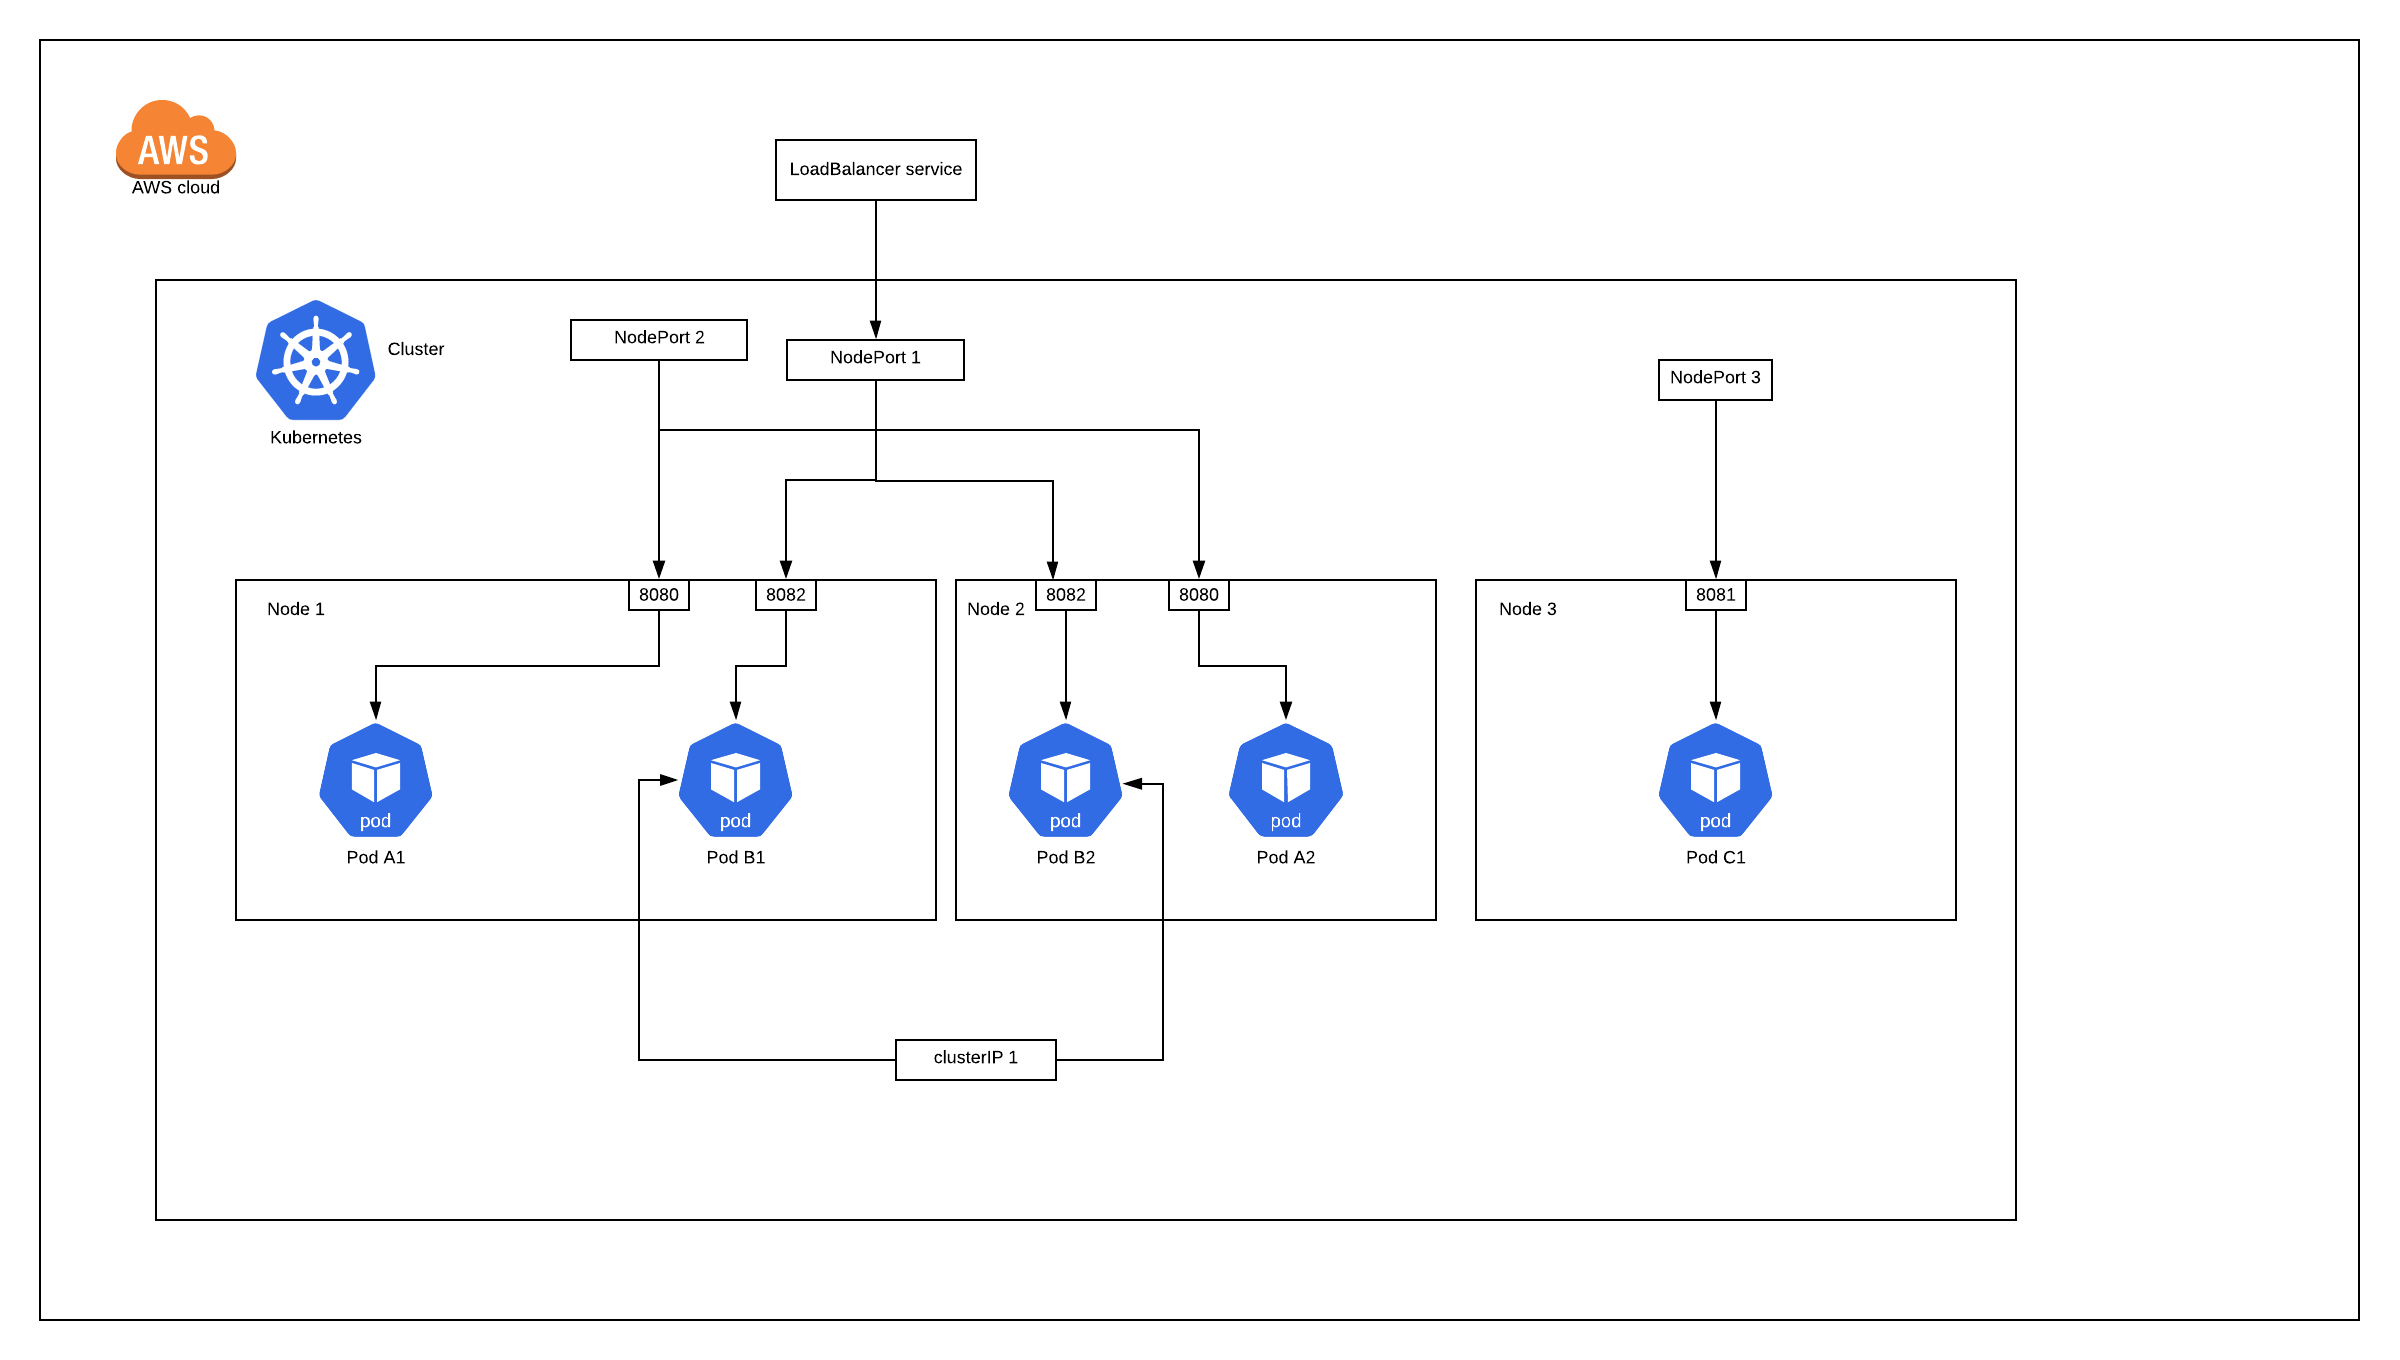 AWS
AWS cloud
LoadBalancer service
Kubernetes
Cluster
NodePort 2
NodePort 1
NodePort 3
Node 1
8080
8082
Node 2
8082
8080
Node 3
8081
pod
Pod A1
pod
Pod B1
pod
Pod B2
pod
Pod A2
pod
Pod C1
clusterIP 1